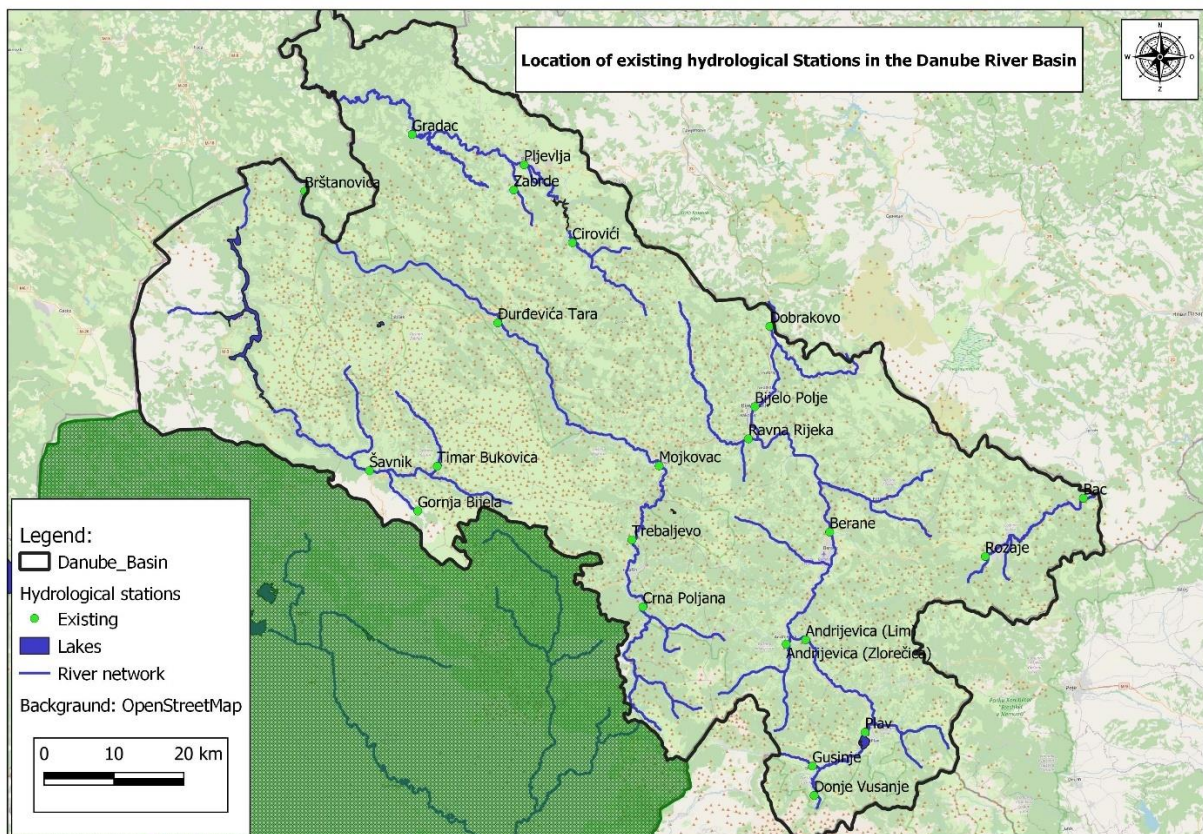 Location of existing hydrological Stations in the Danube River Basin
N
W
O
Z
Gradac
Pljevlja
Zabrđe
Brštanovica
Cirovići
Đurđevića Tara
Dobrakovo
Bijelo Polje
Ravna Rijeka
Šavnik
Timar Bukovica
Mojkovac
Gornja Bijela
Bac
Trebaljevo
Berane
Rožaje
Crna Poljana
Andrijevica (Lim)
Andrijevica (Zlorečica)
Plav
Gusinje
Donje Vusanje
Legend:
Danube_Basin
Hydrological stations
Existing
Lakes
River network
Backgraund: OpenStreetMap
0 10 20 km